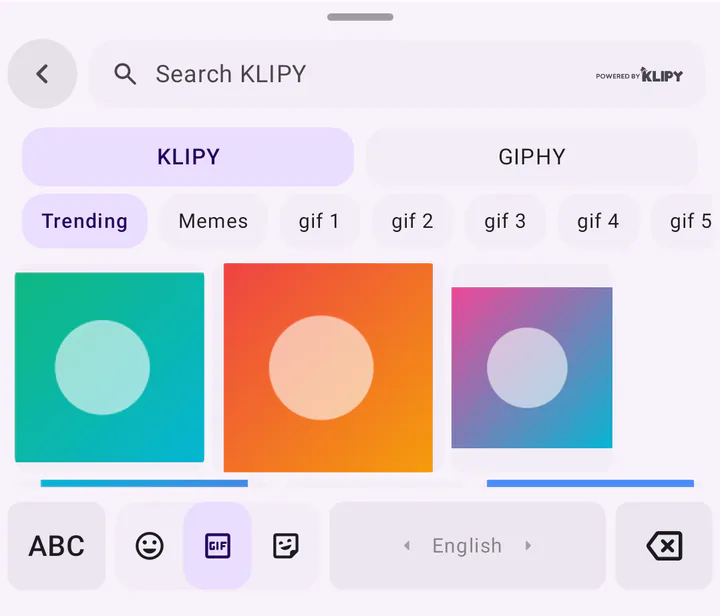 Search KLIPY POWERED BY KLIPY
KLIPY GIPHY
Trending Memes gif 1 gif 2 gif 3 gif 4 gif 5
ABC GIF English